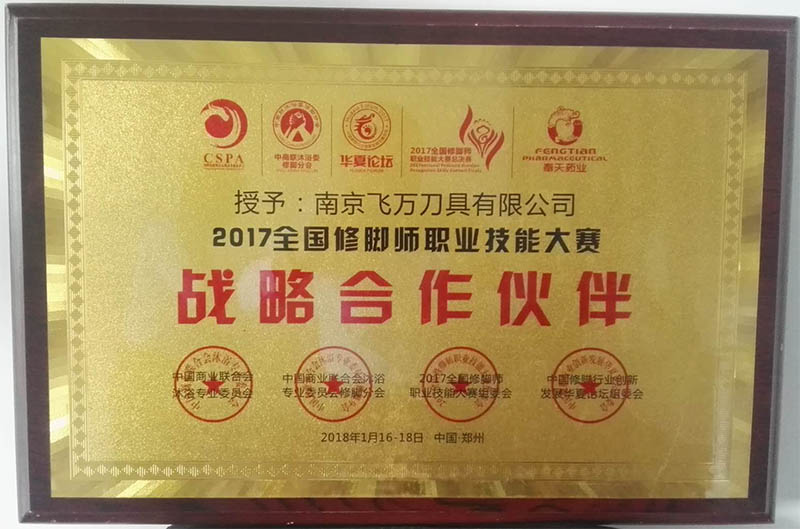 CSPA
中商联沐浴委
修脚分会
华夏论坛
2017全国修脚师
职业技能大赛总决赛
FENGTIAN
PHARMACEUTICAL
奉天药业
授予：南京飞万刀具有限公司
2017全国修脚师职业技能大赛
战略合作伙伴
中国商业联合会
沐浴专业委员会
中国商业联合会沐浴
专业委员会修脚分会
2017全国修脚师
职业技能大赛组委会
中国修脚行业创新
发展华夏论坛组委会
2018年1月16-18日 中国·郑州